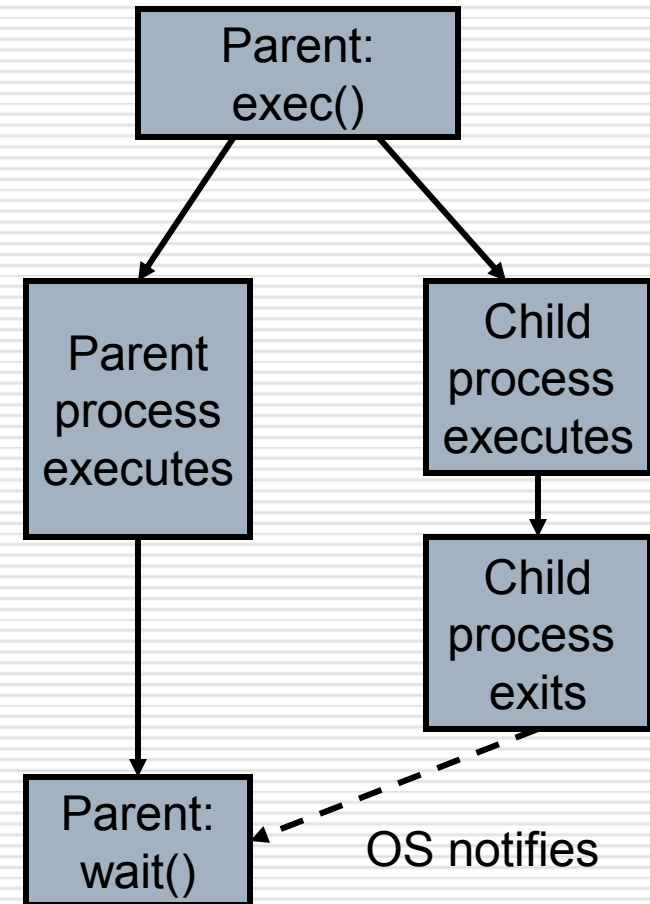 Parent:
exec()
Parent
process
executes
Child
process
executes
Child
process
exits
Parent:
wait()
OS notifies